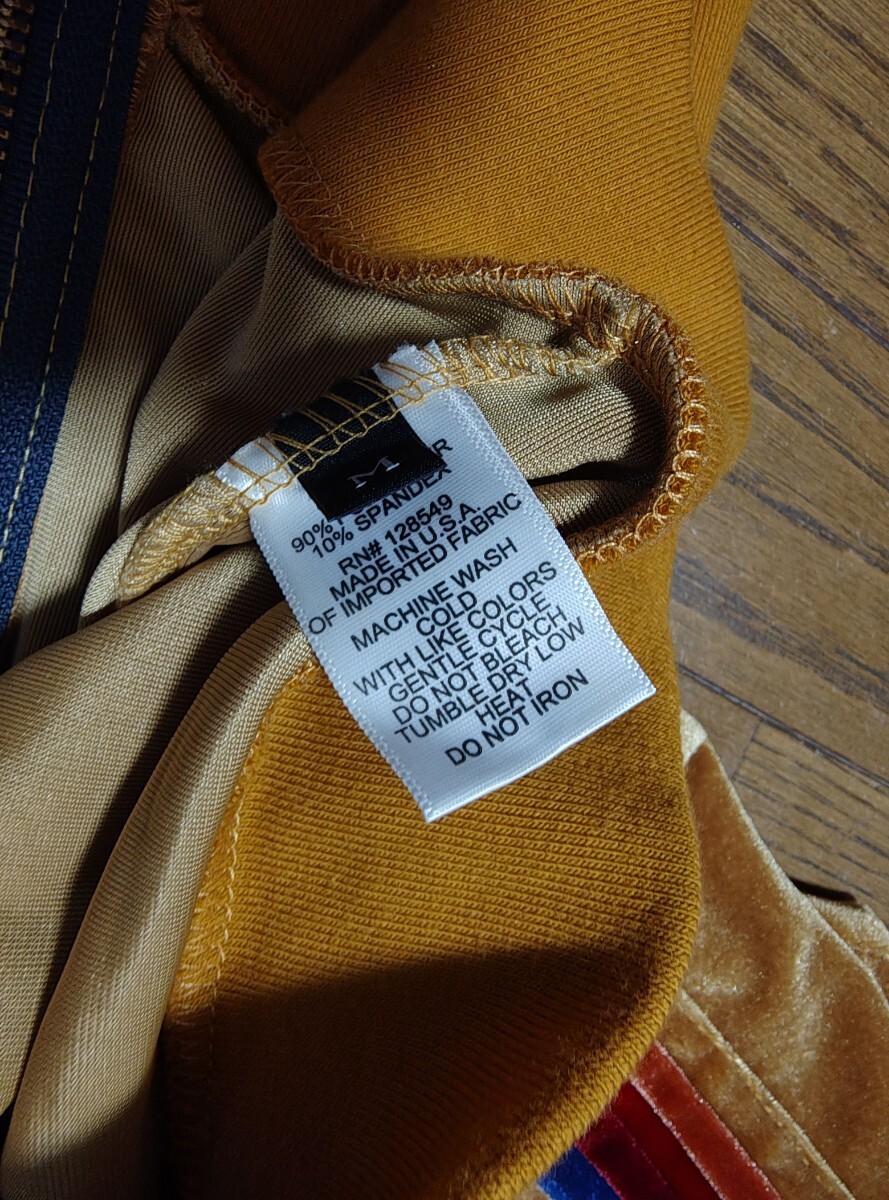 M
90%
10% SPANDEX
RN# 128549
MADE IN U.S.A.
OF IMPORTED FABRIC
MACHINE WASH
COLD
WITH LIKE COLORS
GENTLE CYCLE
DO NOT BLEACH
TUMBLE DRY LOW
HEAT
DO NOT IRON